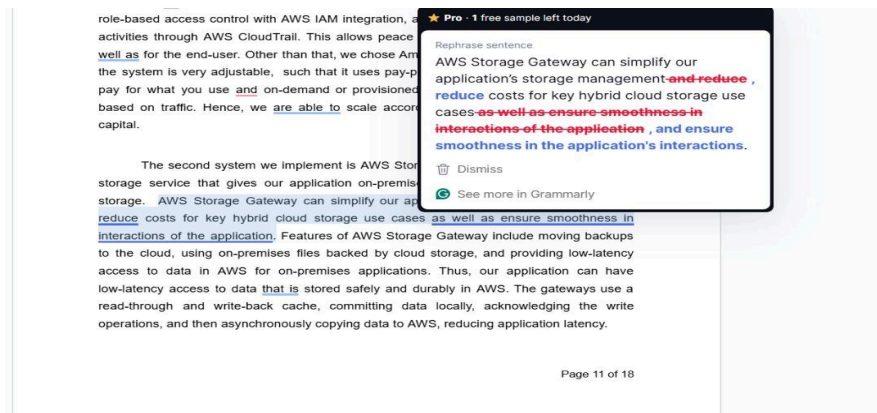 role-based access control with AWS IAM integration, a
activities through AWS CloudTrail. This allows peace
well as for the end-user. Other than that, we chose Am
the system is very adjustable, such that it uses pay-p
pay for what you use and on-demand or provisioned
based on traffic. Hence, we are able to scale accord
capital.
The second system we implement is AWS Stor
storage service that gives our application on-premise
storage. AWS Storage Gateway can simplify our ap
reduce costs for key hybrid cloud storage use cases as well as ensure smoothness in
interactions of the application. Features of AWS Storage Gateway include moving backups
to the cloud, using on-premises files backed by cloud storage, and providing low-latency
access to data in AWS for on-premises applications. Thus, our application can have
low-latency access to data that is stored safely and durably in AWS. The gateways use a
read-through and write-back cache, committing data locally, acknowledging the write
operations, and then asynchronously copying data to AWS, reducing application latency.
Page 11 of 18
Pro · 1 free sample left today
Rephrase sentence
AWS Storage Gateway can simplify our
application's storage management and reduce ,
reduce costs for key hybrid cloud storage use
cases as well as ensure smoothness in
interactions of the application , and ensure
smoothness in the application's interactions.
Dismiss
See more in Grammarly